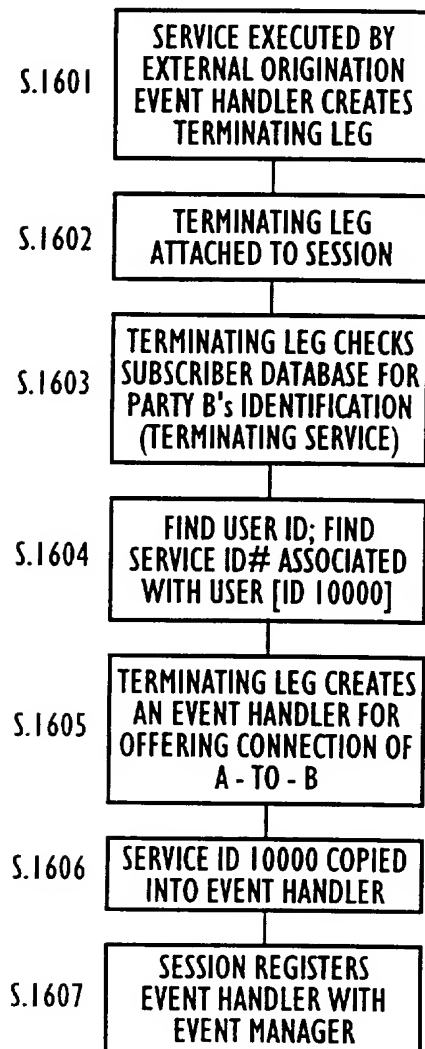 S.1601
SERVICE EXECUTED BY
EXTERNAL ORIGINATION
EVENT HANDLER CREATES
TERMINATING LEG
S.1602
TERMINATING LEG
ATTACHED TO SESSION
S.1603
TERMINATING LEG CHECKS
SUBSCRIBER DATABASE FOR
PARTY B's IDENTIFICATION
(TERMINATING SERVICE)
S.1604
FIND USER ID; FIND
SERVICE ID# ASSOCIATED
WITH USER [ID 10000]
S.1605
TERMINATING LEG CREATES
AN EVENT HANDLER FOR
OFFERING CONNECTION OF
A - TO - B
S.1606
SERVICE ID 10000 COPIED
INTO EVENT HANDLER
S.1607
SESSION REGISTERS
EVENT HANDLER WITH
EVENT MANAGER